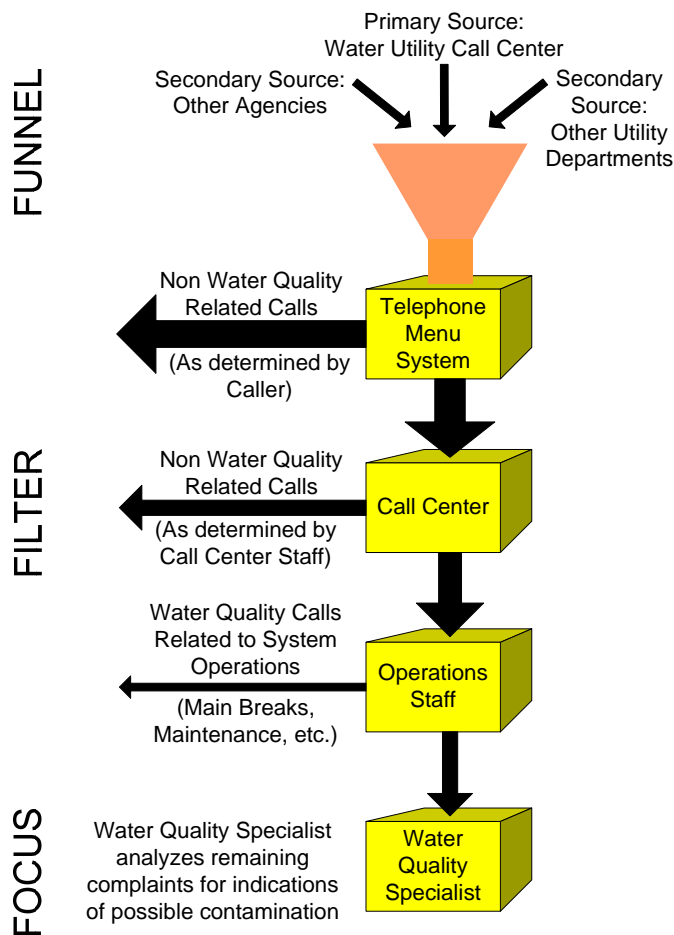 FUNNEL
Primary Source:
Water Utility Call Center
Secondary Source:
Other Agencies
Secondary
Source:
Other Utility
Departments
Non Water Quality
Related Calls
(As determined by
Caller)
Telephone
Menu
System
FILTER
Non Water Quality
Related Calls
(As determined by
Call Center Staff)
Call Center
Water Quality Calls
Related to System
Operations
(Main Breaks,
Maintenance, etc.)
Operations
Staff
FOCUS
Water Quality Specialist
analyzes remaining
complaints for indications
of possible contamination
Water
Quality
Specialist